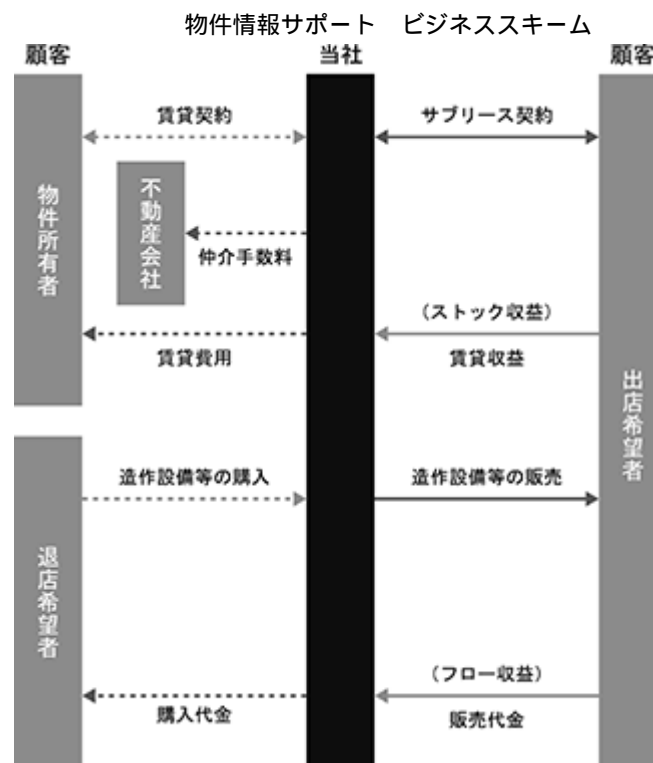 物件情報サポート　ビジネススキーム
顧客
当社
顧客
賃貸契約
サブリース契約
物件所有者
不動産会社
仲介手数料
（ストック収益）
賃貸費用
賃貸収益
出店希望者
造作設備等の購入
造作設備等の販売
退店希望者
（フロー収益）
購入代金
販売代金